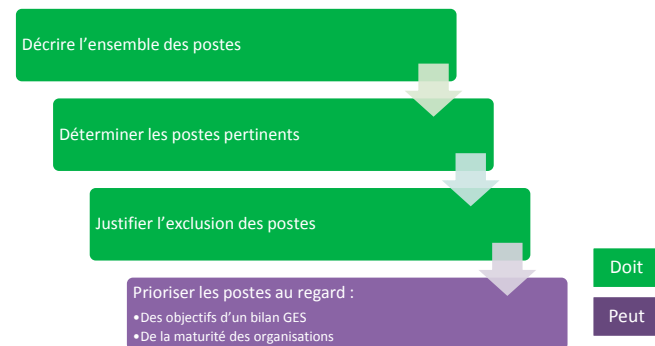 Décrire l'ensemble des postes
Déterminer les postes pertinents
Justifier l'exclusion des postes
Prioriser les postes au regard :
•Des objectifs d'un bilan GES
•De la maturité des organisations
Doit
Peut